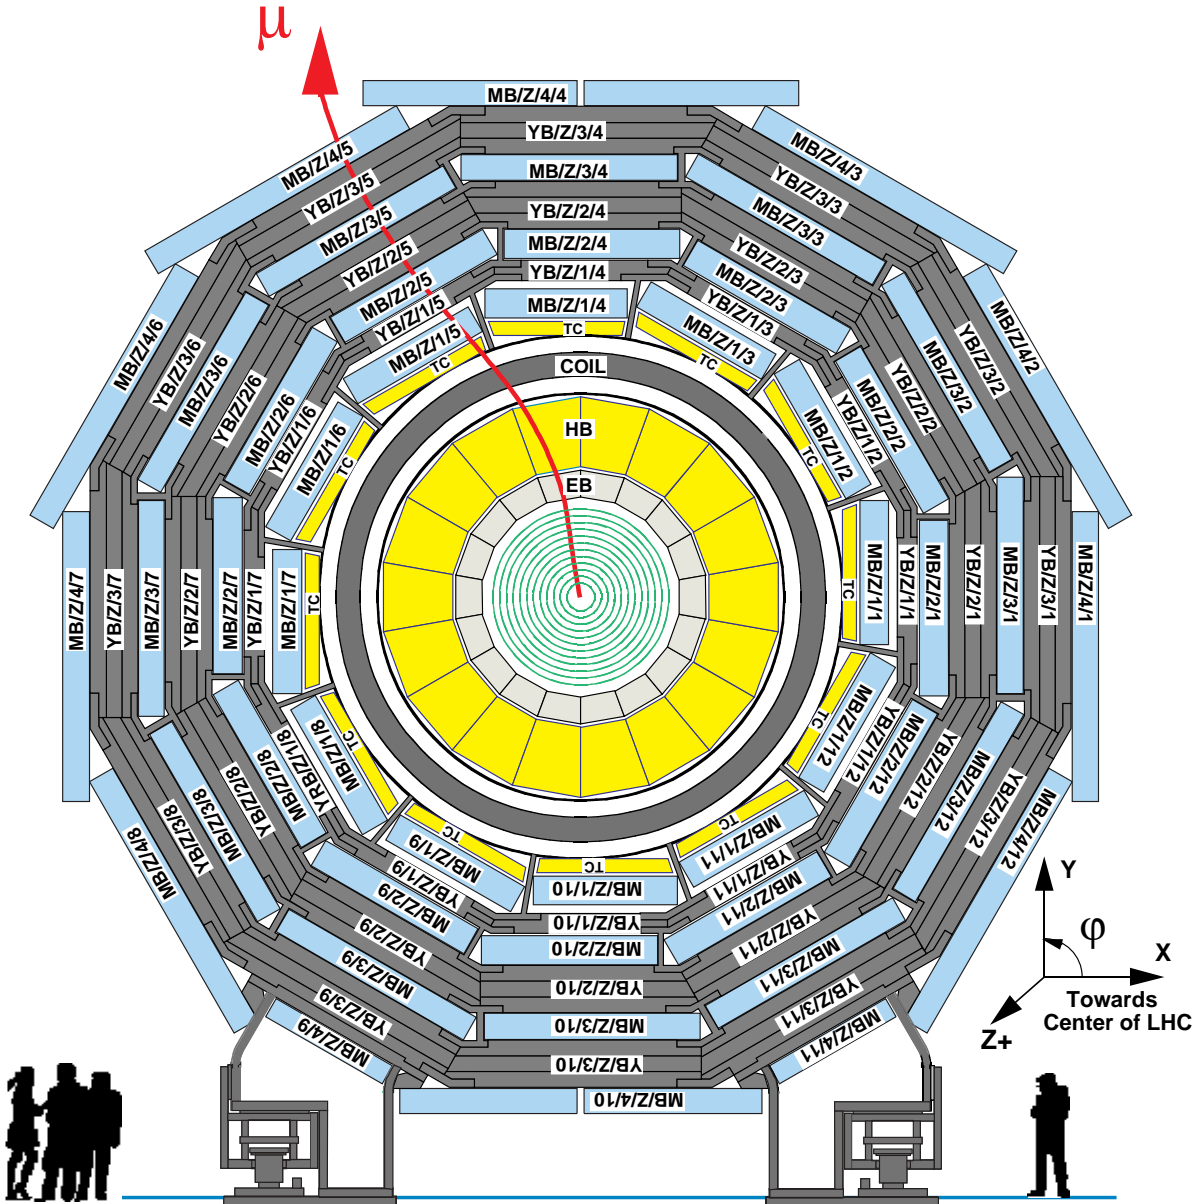 μ
MB/Z/4/4
YB/Z/3/4
MB/Z/3/4
YB/Z/2/4
MB/Z/2/4
YB/Z/1/4
MB/Z/1/4
TC
COIL
HB
EB
MB/Z/4/5
YB/Z/3/5
MB/Z/3/5
YB/Z/2/5
MB/Z/2/5
YB/Z/1/5
MB/Z/1/5
TC
MB/Z/4/3
YB/Z/3/3
MB/Z/3/3
YB/Z/2/3
MB/Z/2/3
YB/Z/1/3
MB/Z/1/3
TC
MB/Z/4/6
YB/Z/3/6
MB/Z/3/6
YB/Z/2/6
MB/Z/2/6
YB/Z/1/6
MB/Z/1/6
TC
MB/Z/4/2
YB/Z/3/2
MB/Z/3/2
YB/Z/2/2
MB/Z/2/2
YB/Z/1/2
MB/Z/1/2
TC
MB/Z/4/7
YB/Z/3/7
MB/Z/3/7
YB/Z/2/7
MB/Z/2/7
YB/Z/1/7
MB/Z/1/7
TC
TC
MB/Z/1/1
YB/Z/1/1
MB/Z/2/1
YB/Z/2/1
MB/Z/3/1
YB/Z/3/1
MB/Z/4/1
MB/Z/4/8
YB/Z/3/8
MB/Z/3/8
YB/Z/2/8
MB/Z/2/8
YRB/Z/1/8
MB/Z/1/8
TC
TC
MB/Z/1/12
YB/Z/1/12
MB/Z/2/12
YB/Z/2/12
MB/Z/3/12
YB/Z/3/12
MB/Z/4/12
TC
MB/Z/1/9
YB/Z/1/9
MB/Z/2/9
YB/Z/2/9
MB/Z/3/9
YB/Z/3/9
MB/Z/4/9
TC
MB/Z/1/11
YB/Z/1/11
MB/Z/2/11
YB/Z/2/11
MB/Z/3/11
YB/Z/3/11
MB/Z/4/11
TC
MB/Z/1/10
YB/Z/1/10
MB/Z/2/10
YB/Z/2/10
MB/Z/3/10
YB/Z/3/10
MB/Z/4/10
Y
φ
X
Towards
Center of LHC
Z+